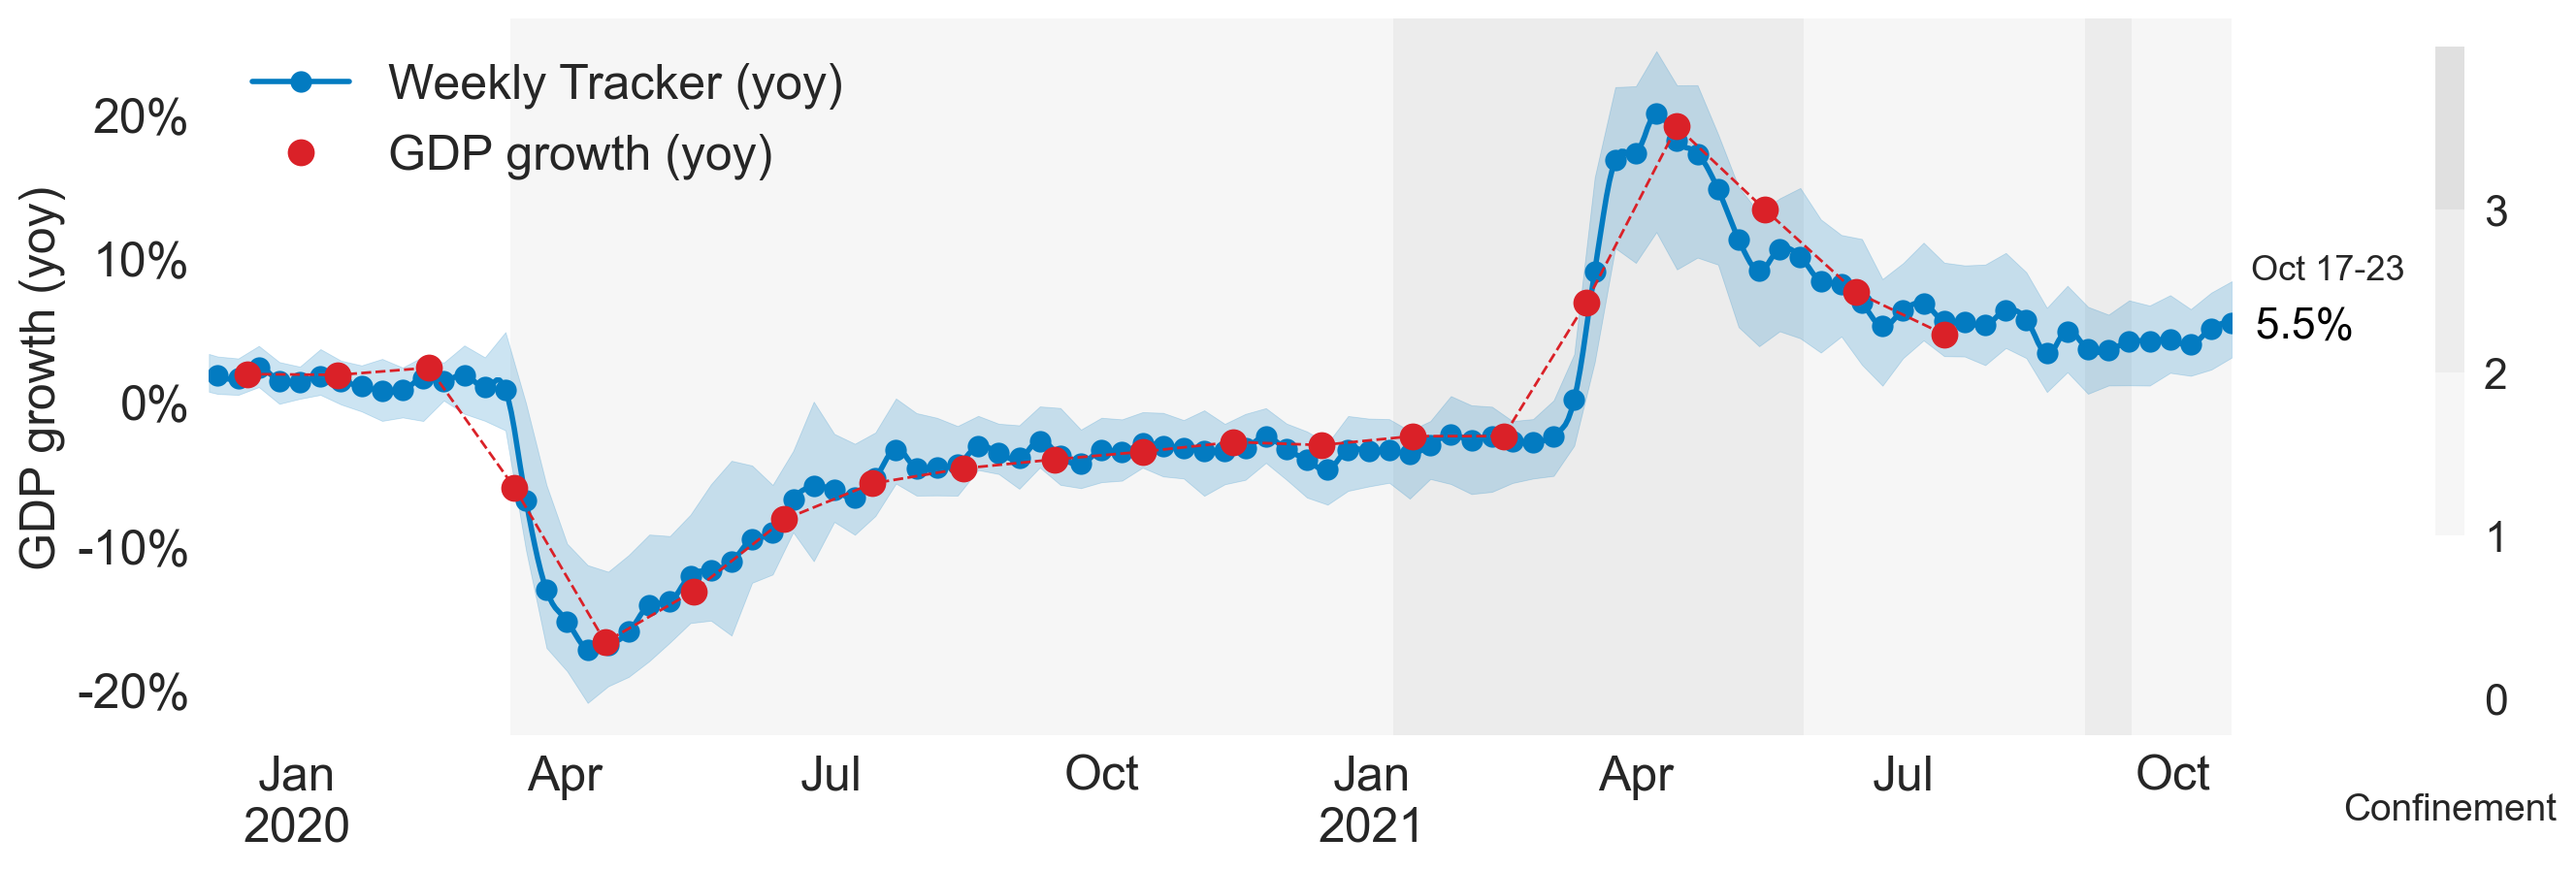 Weekly Tracker (yoy)
GDP growth (yoy)
GDP growth (yoy)
20%
10%
0%
-10%
-20%
Jan
2020
Apr
Jul
Oct
Jan
2021
Apr
Jul
Oct
Oct 17-23
5.5%
3
2
1
0
Confinement